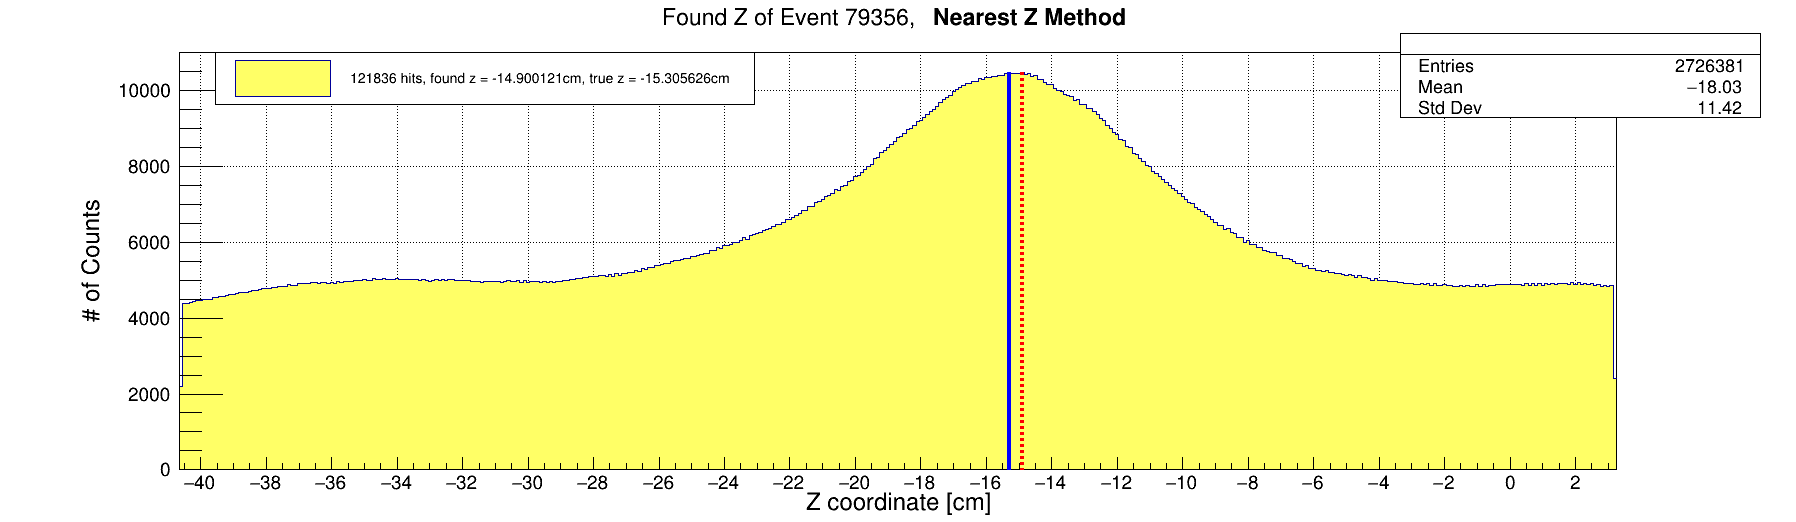 Found Z of Event 79356, Nearest Z Method
121836 hits, found z = -14.900121cm, true z = -15.305626cm
Entries 2726381
Mean −18.03
Std Dev 11.42
# of Counts
10000
8000
6000
4000
2000
0
−40 −38 −36 −34 −32 −30 −28 −26 −24 −22 −20 −18 −16 −14 −12 −10 −8 −6 −4 −2 0 2
Z coordinate [cm]